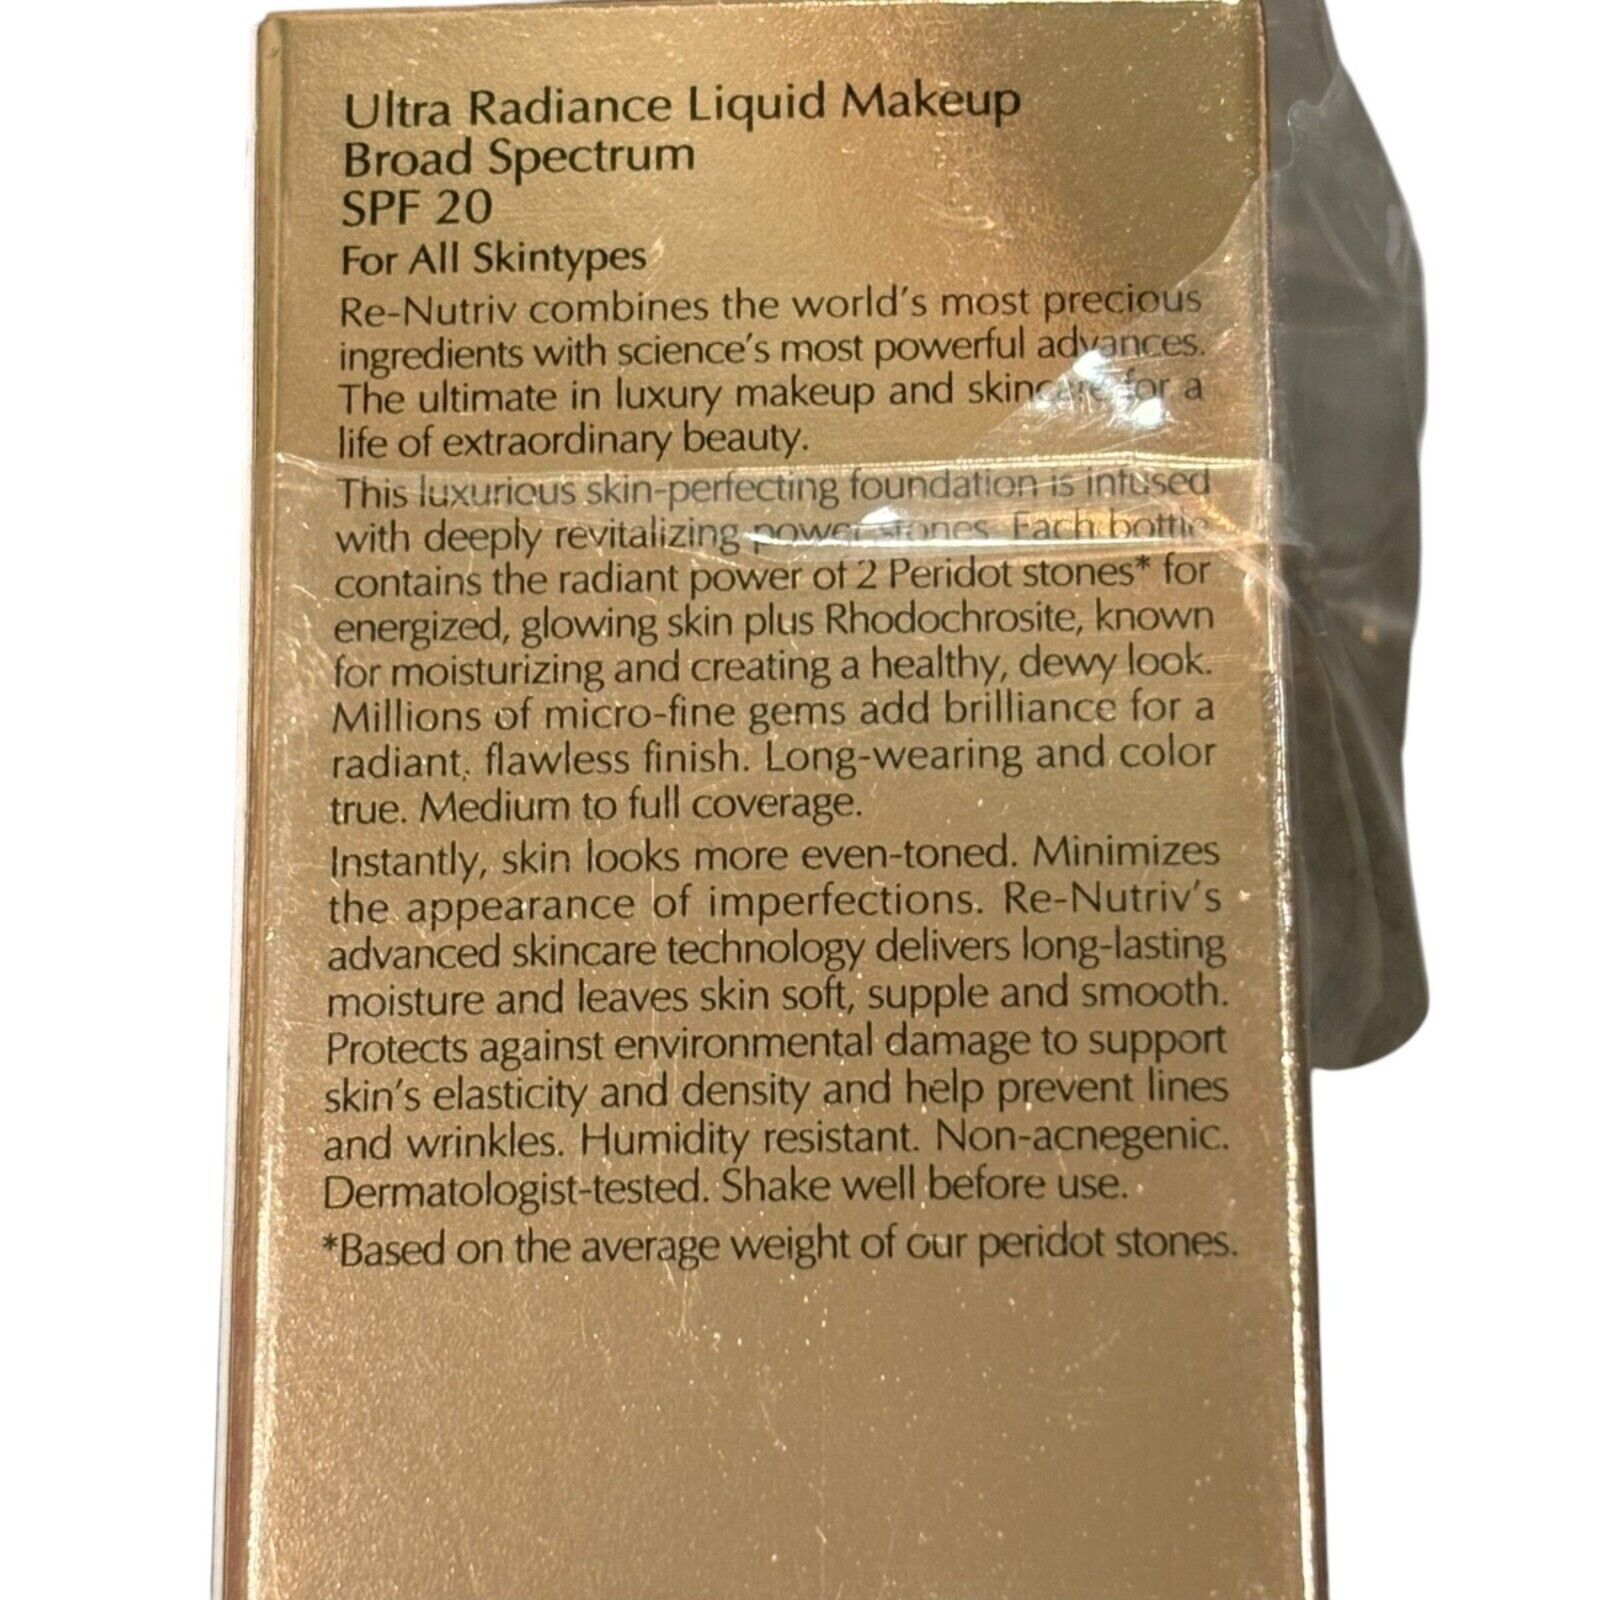 Ultra Radiance Liquid Makeup
Broad Spectrum
SPF 20
For All Skintypes
Re-Nutriv combines the world's most precious
ingredients with science's most powerful advances.
The ultimate in luxury makeup and skincare for a
life of extraordinary beauty.
This luxurious skin-perfecting foundation is infused
with deeply revitalizing power stones. Each bottle
contains the radiant power of 2 Peridot stones* for
energized, glowing skin plus Rhodochrosite, known
for moisturizing and creating a healthy, dewy look.
Millions of micro-fine gems add brilliance for a
radiant, flawless finish. Long-wearing and color
true. Medium to full coverage.
Instantly, skin looks more even-toned. Minimizes
the appearance of imperfections. Re-Nutriv's
advanced skincare technology delivers long-lasting
moisture and leaves skin soft, supple and smooth.
Protects against environmental damage to support
skin's elasticity and density and help prevent lines
and wrinkles. Humidity resistant. Non-acnegenic.
Dermatologist-tested. Shake well before use.
*Based on the average weight of our peridot stones.